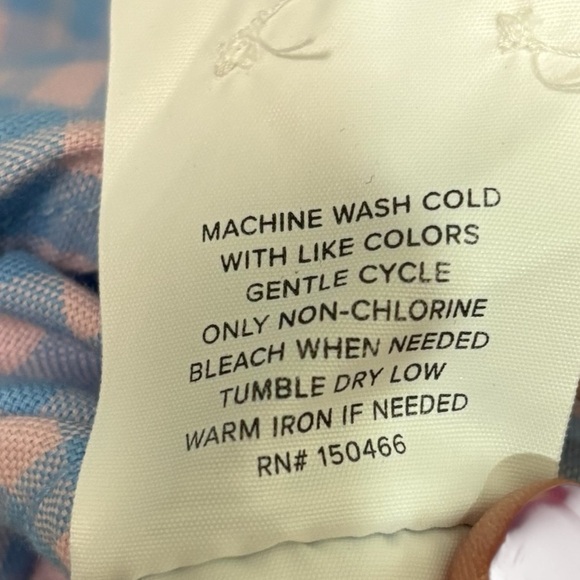 MACHINE WASH COLD
WITH LIKE COLORS
GENTLE CYCLE
ONLY NON-CHLORINE
BLEACH WHEN NEEDED
TUMBLE DRY LOW
WARM IRON IF NEEDED
RN# 150466